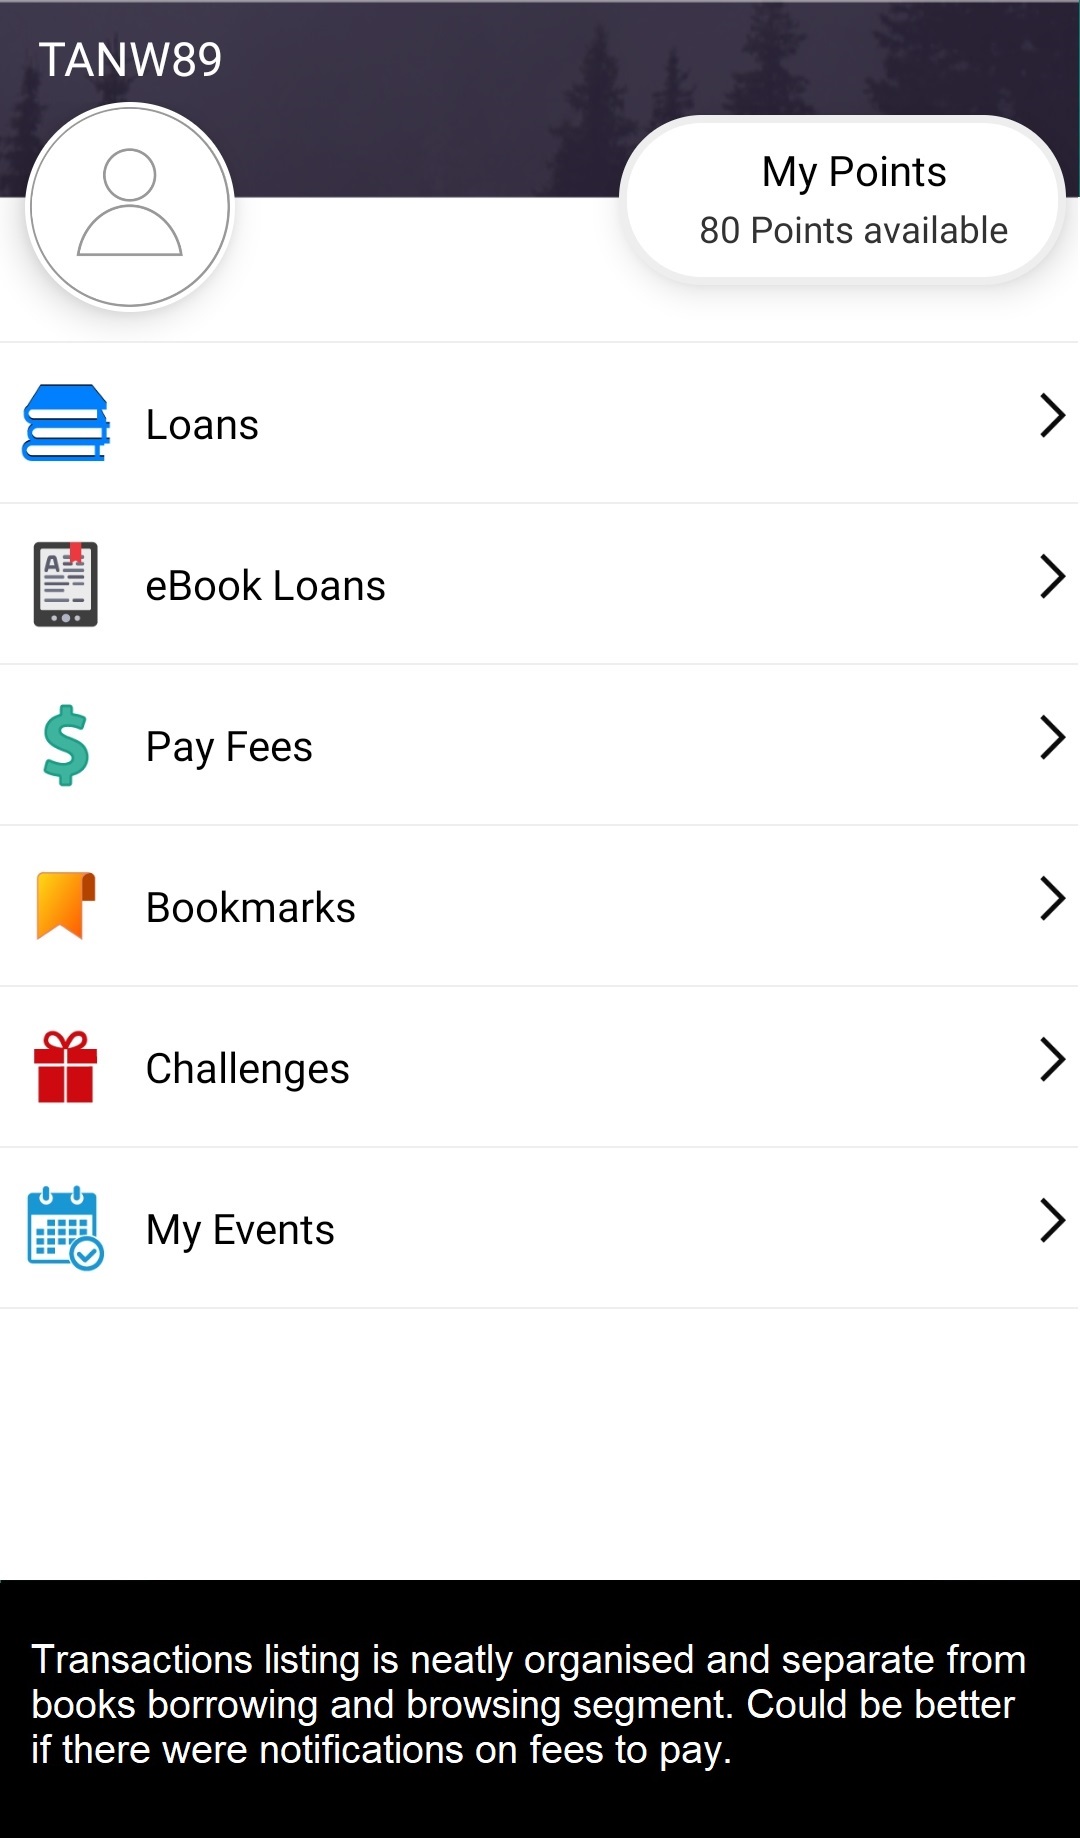 TANW89
My Points
80 Points available
Loans
eBook Loans
Pay Fees
Bookmarks
Challenges
My Events
Transactions listing is neatly organised and separate from
books borrowing and browsing segment. Could be better
if there were notifications on fees to pay.